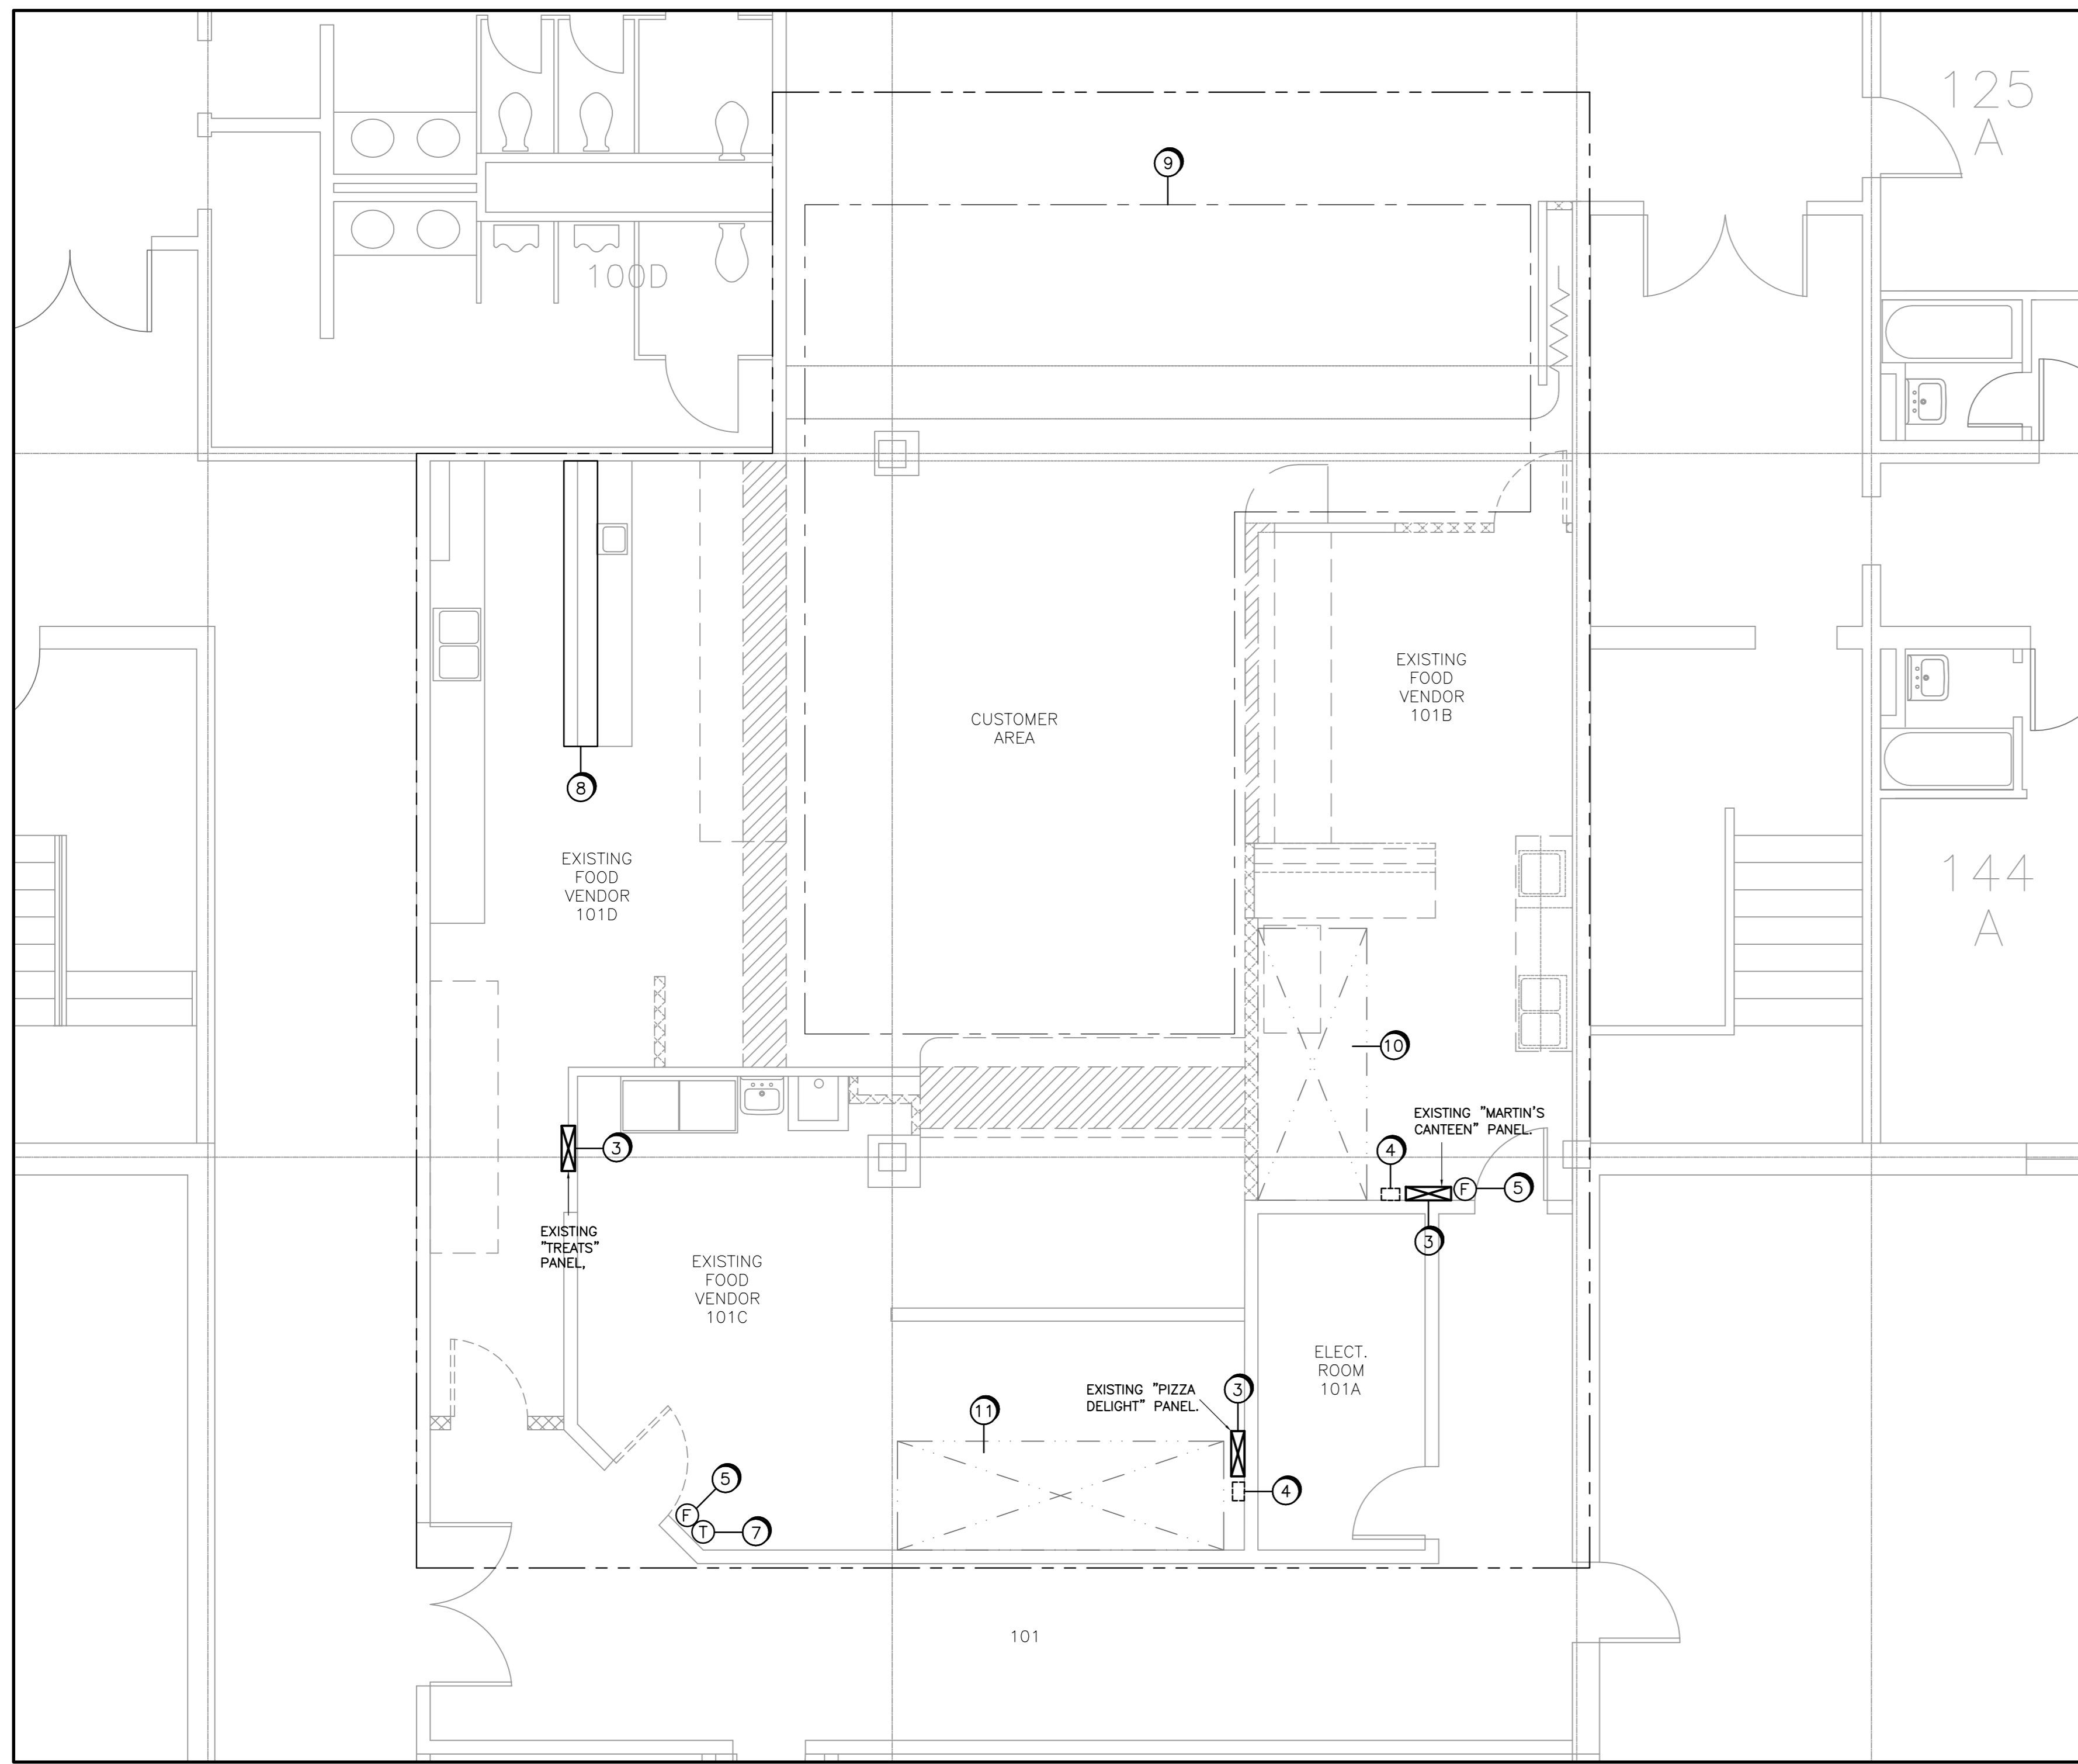 125
A
9
100D
EXISTING
FOOD
VENDOR
101B
CUSTOMER
AREA
8
EXISTING
FOOD
VENDOR
101D
144
A
10
EXISTING "MARTIN'S
CANTEEN" PANEL.
3
4
F
5
3
EXISTING
"TREATS"
PANEL,
EXISTING
FOOD
VENDOR
101C
ELECT.
ROOM
101A
EXISTING "PIZZA
DELIGHT" PANEL.
3
11
5
4
F
T
7
101